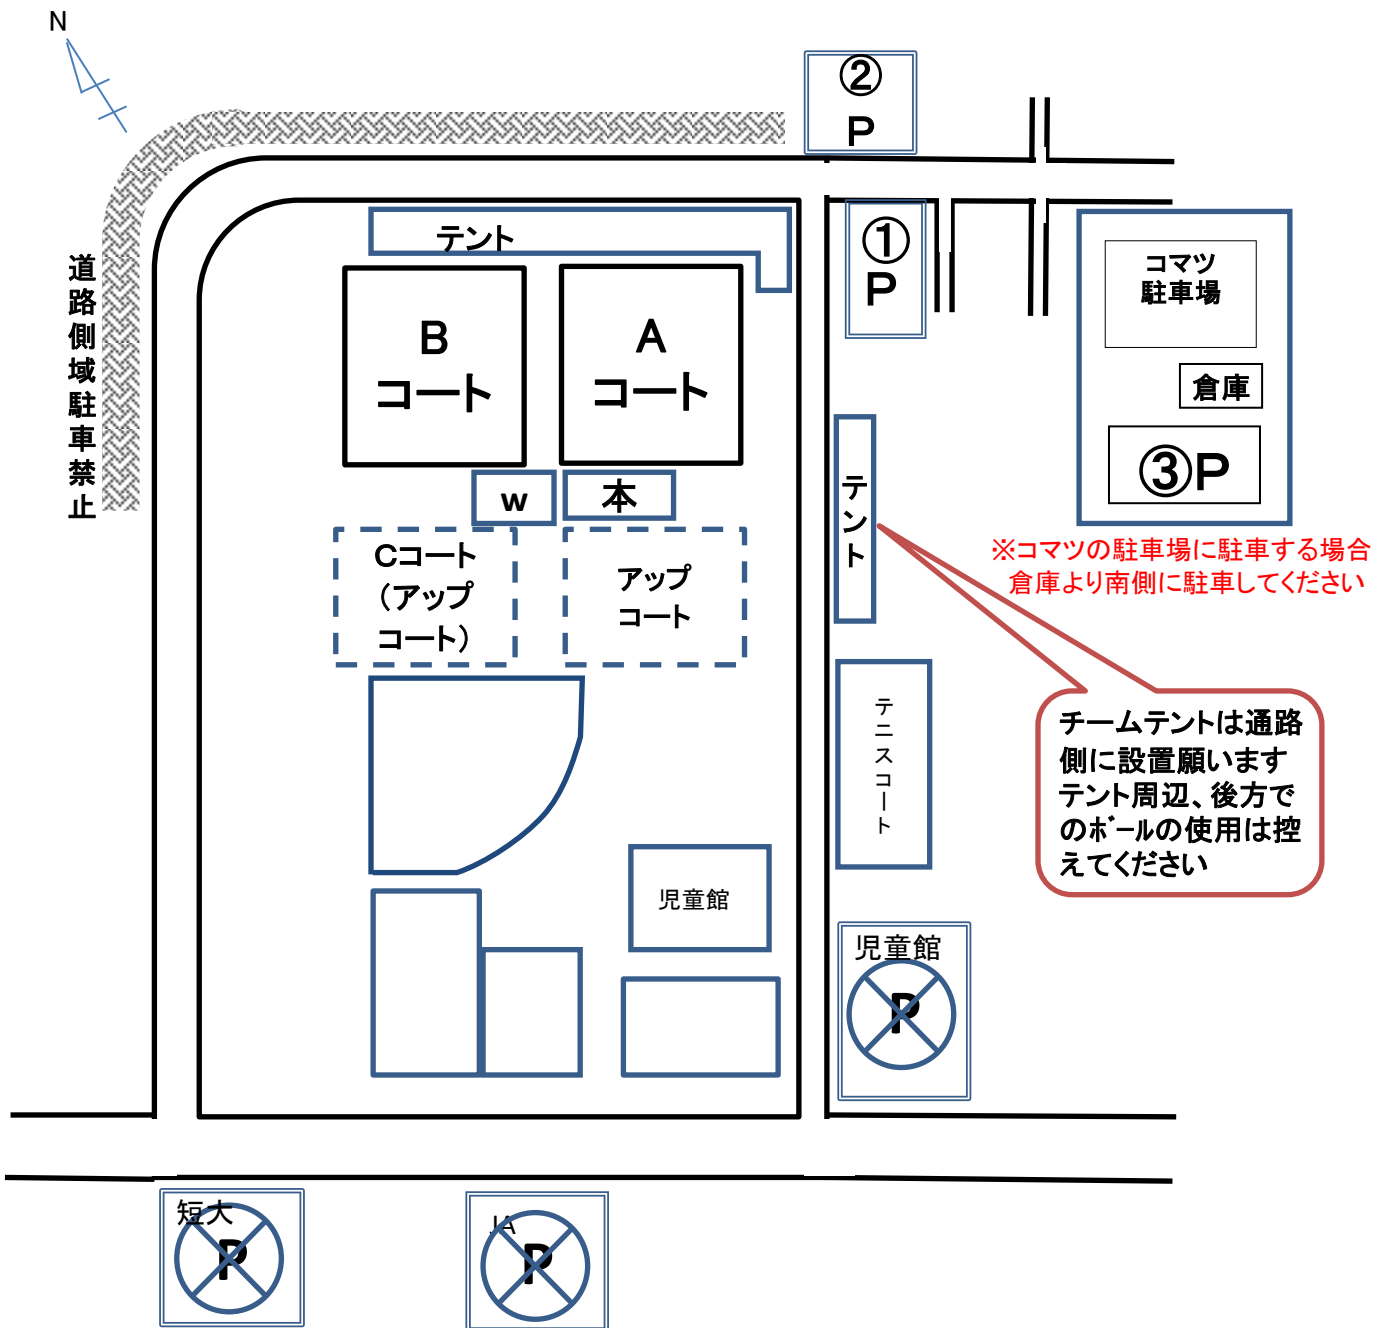 N
②
P
テント
①
P
コマツ
駐車場
道路側域駐車禁止
B
コート
A
コート
倉庫
③P
w
本
テント
※コマツの駐車場に駐車する場合
倉庫より南側に駐車してください
Cコート
(アップ
コート)
アップ
コート
テニスコート
チームテントは通路
側に設置願います
テント周辺、後方で
のボールの使用は控
えてください
児童館
児童館
P
短大
P
JA
P